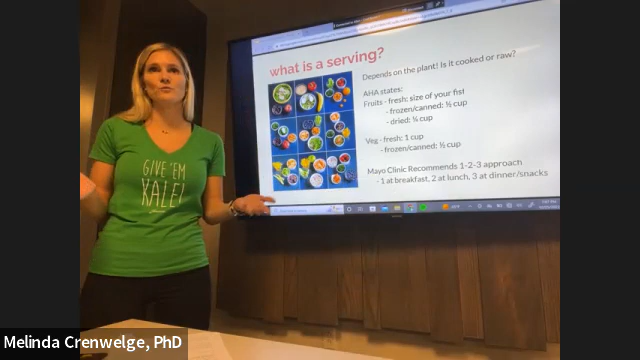 what is a serving?
Depends on the plant! Is it cooked or raw?
AHA states:
Fruits - fresh: size of your fist
- frozen/canned: ½ cup
- dried: ¼ cup
Veg - fresh: 1 cup
- frozen/canned: ½ cup
Mayo Clinic Recommends 1-2-3 approach
- 1 at breakfast, 2 at lunch, 3 at dinner/snacks
GIVE 'EM
KALE!
Melinda Crenwelge, PhD